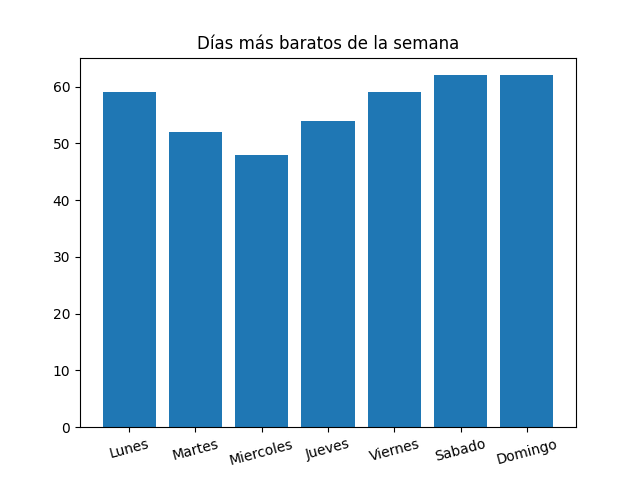 Días más baratos de la semana
60
50
40
30
20
10
0
Lunes
Martes
Miercoles
Jueves
Viernes
Sabado
Domingo